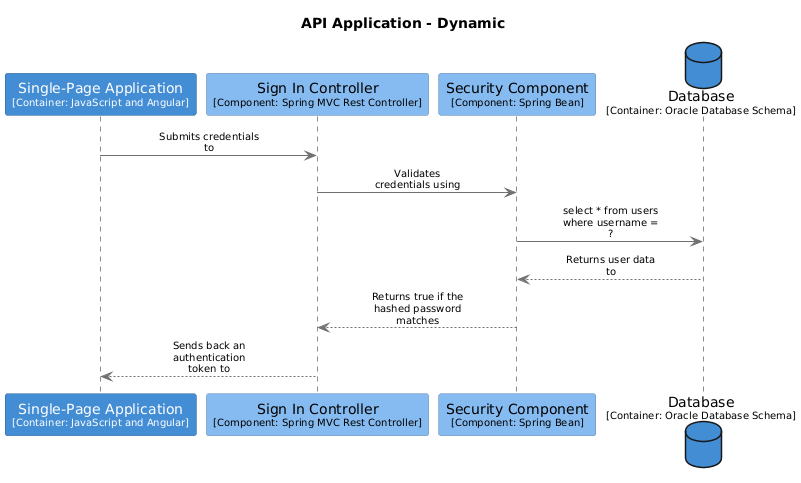 API Application - Dynamic
Single-Page Application
[Container: JavaScript and Angular]
Sign In Controller
[Component: Spring MVC Rest Controller]
Security Component
[Component: Spring Bean]
Database
[Container: Oracle Database Schema]
Submits credentials
to
Validates
credentials using
select * from users
where username =
?
Returns user data
to
Returns true if the
hashed password
matches
Sends back an
authentication
token to
Single-Page Application
[Container: JavaScript and Angular]
Sign In Controller
[Component: Spring MVC Rest Controller]
Security Component
[Component: Spring Bean]
Database
[Container: Oracle Database Schema]